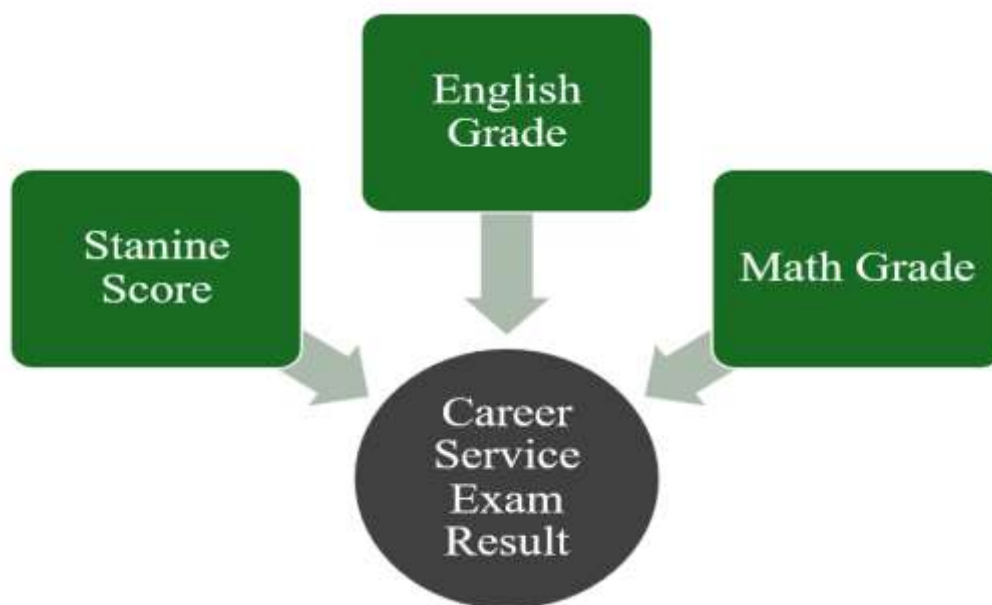 English
Grade
Stanine
Score
Math Grade
Career
Service
Exam
Result